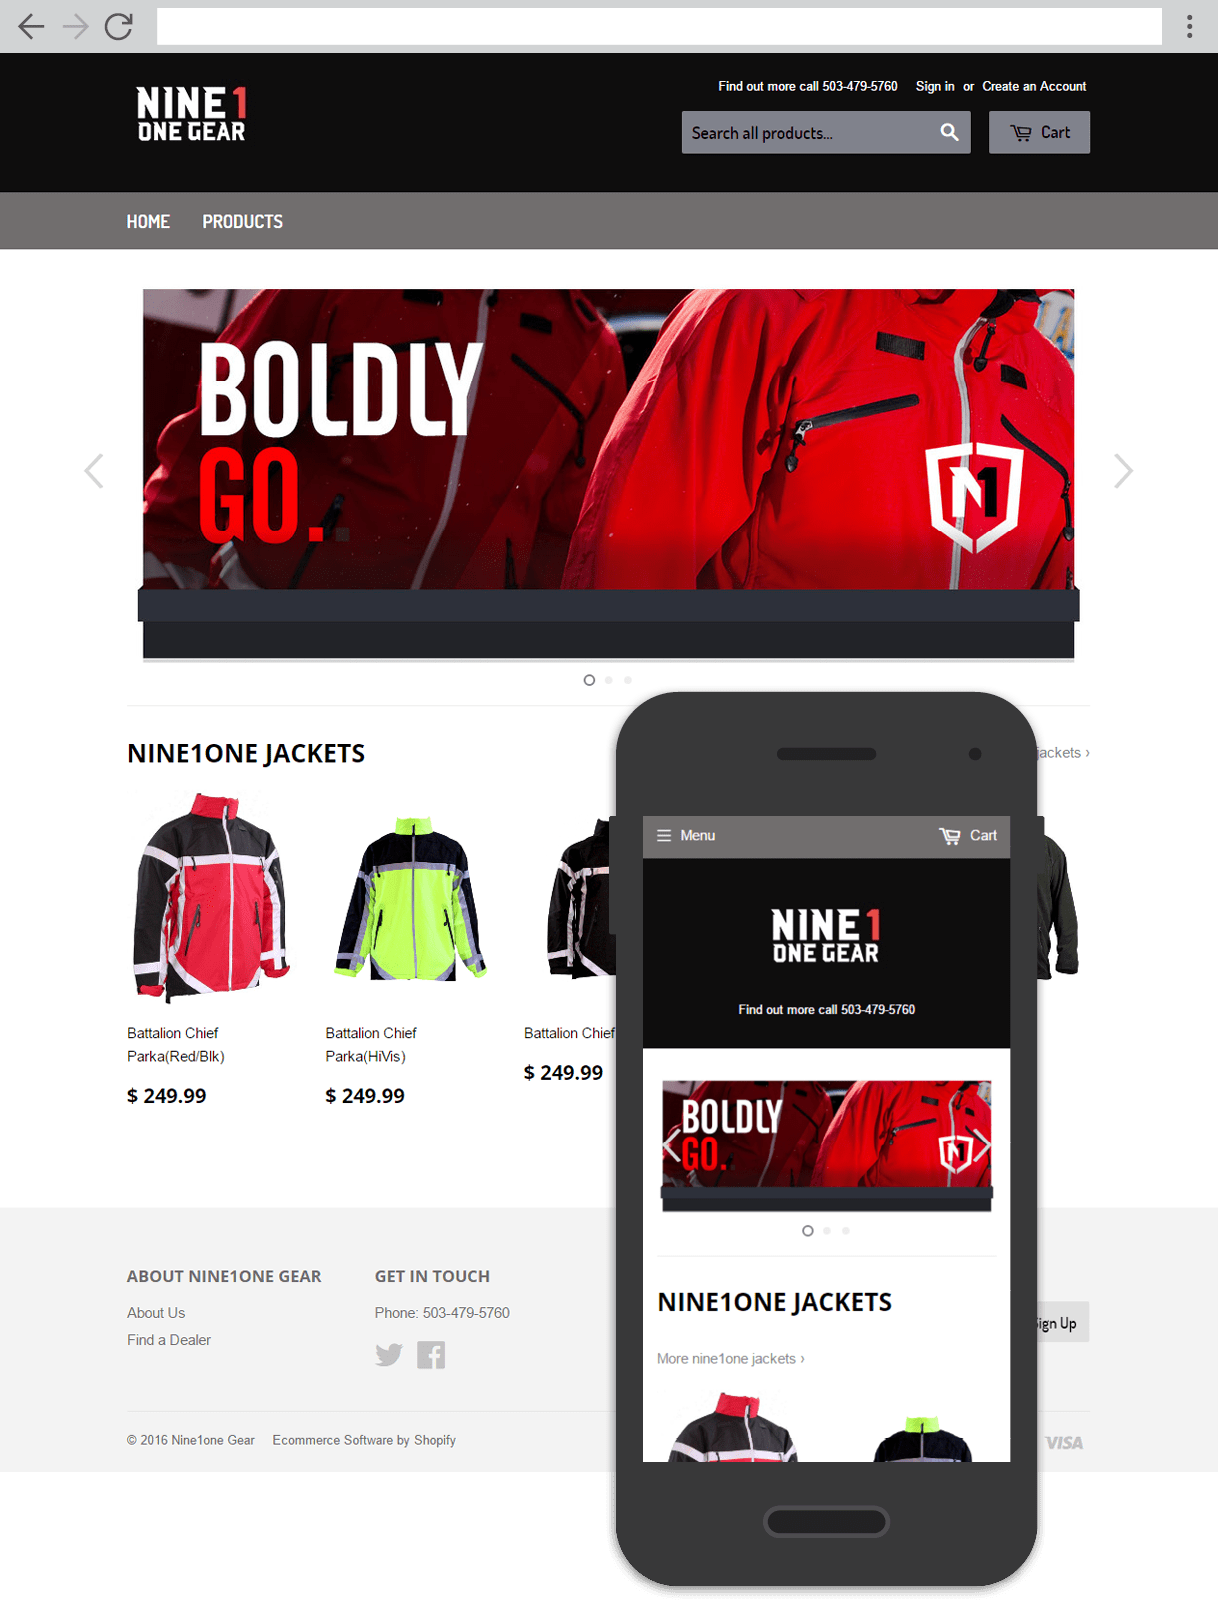 NINE 1
ONE GEAR
Find out more call 503-479-5760 Sign in or Create an Account
Search all products...
Cart
HOME PRODUCTS
BOLDLY
GO.
N1
NINE1ONE JACKETS
jackets ›
Battalion Chief
Parka(Red/Blk)
$ 249.99
Battalion Chief
Parka(HiVis)
$ 249.99
Battalion Chief
$ 249.99
ABOUT NINE1ONE GEAR
About Us
Find a Dealer
GET IN TOUCH
Phone: 503-479-5760
Sign Up
© 2016 Nine1one Gear Ecommerce Software by Shopify
VISA
Menu
Cart
NINE 1
ONE GEAR
Find out more call 503-479-5760
BOLDLY
GO.
N1
NINE1ONE JACKETS
More nine1one jackets ›